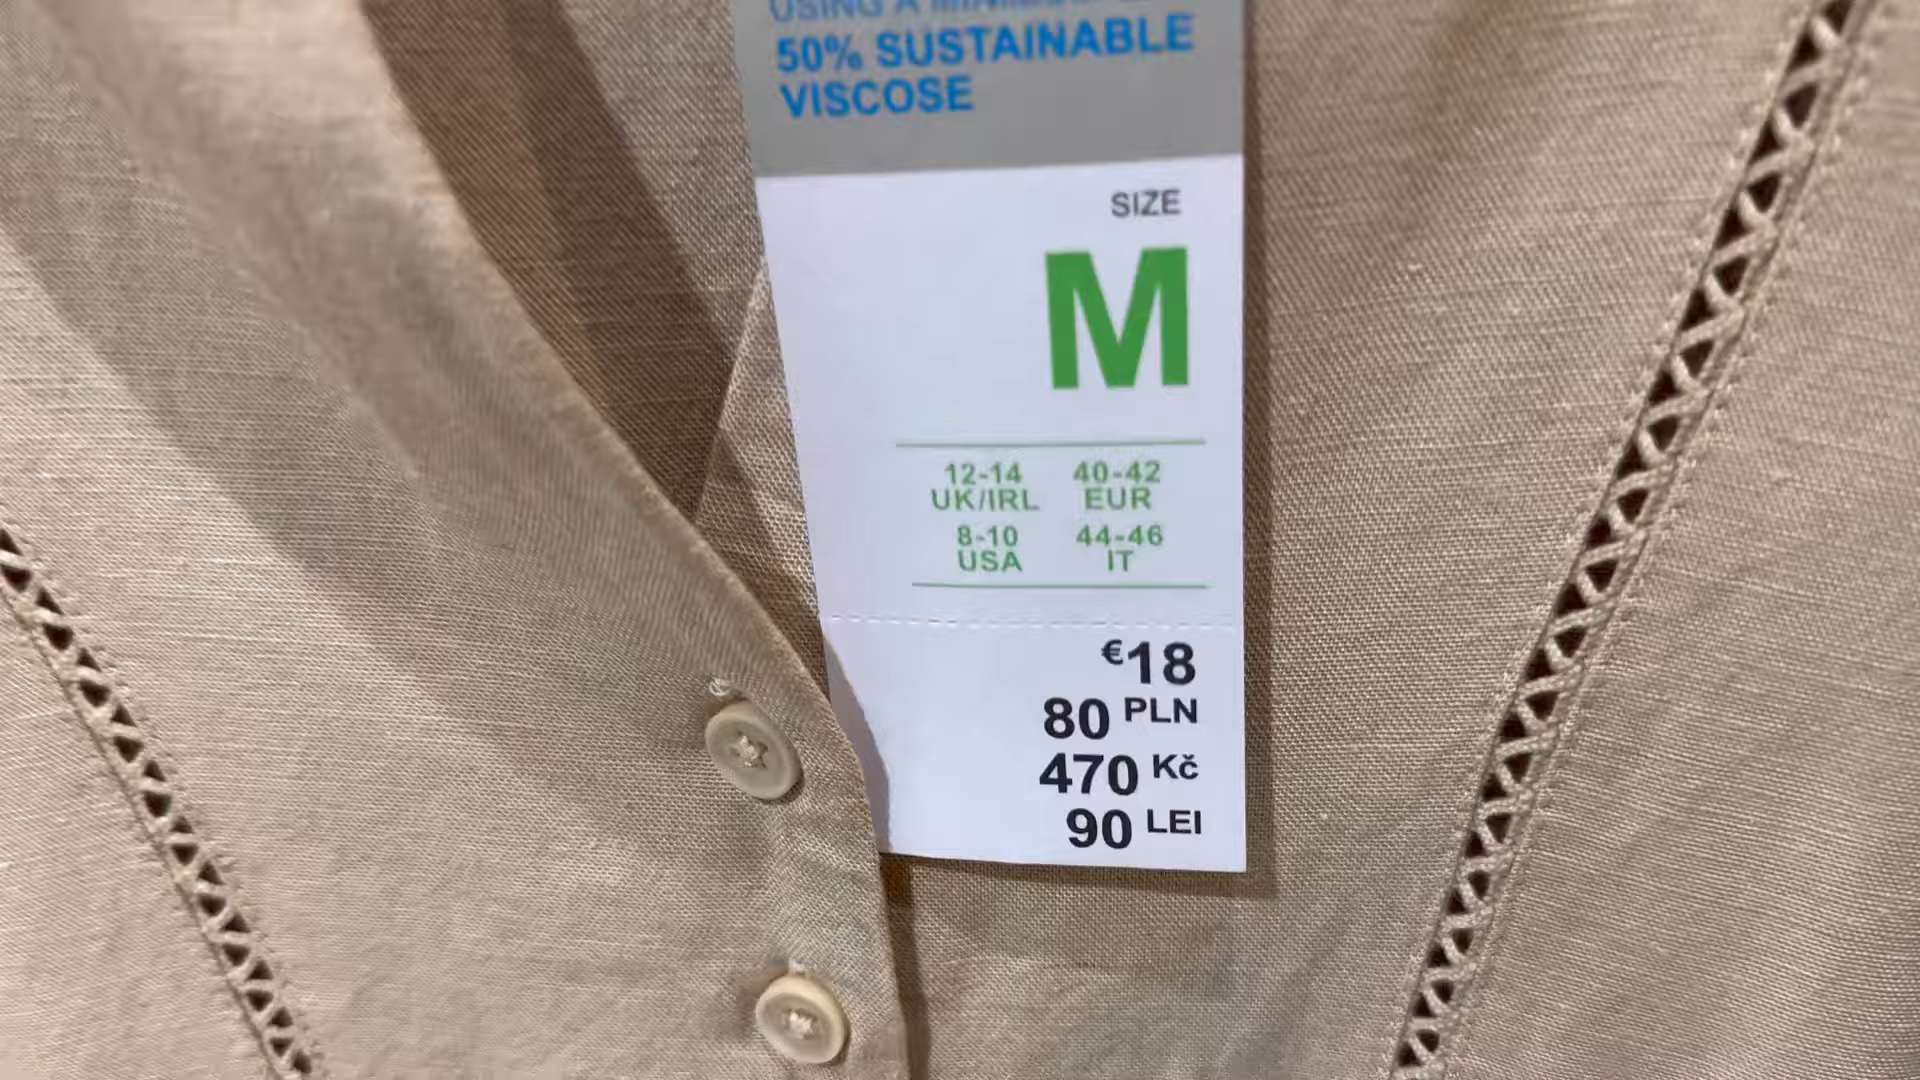 USING A
50% SUSTAINABLE
VISCOSE
SIZE
M
12-14 40-42
UK/IRL EUR
8-10 44-46
USA IT
€18
80 PLN
470 Kč
90 LEI